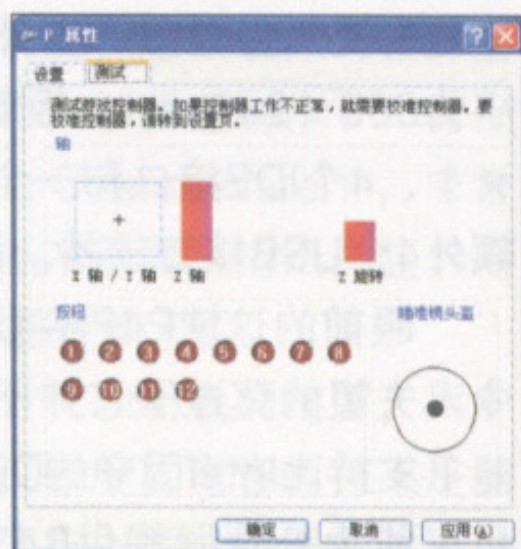 P 属性
设置 测试
测试游戏控制器。如果控制器工作不正常，就需要校准控制器。要
校准控制器，请转到设置页。
轴
X 轴 / Y 轴 Z 轴 Z 旋转
按钮 瞄准镜头盖
1 2 3 4 5 6 7 8
9 10 11 12
确定 取消 应用(A)